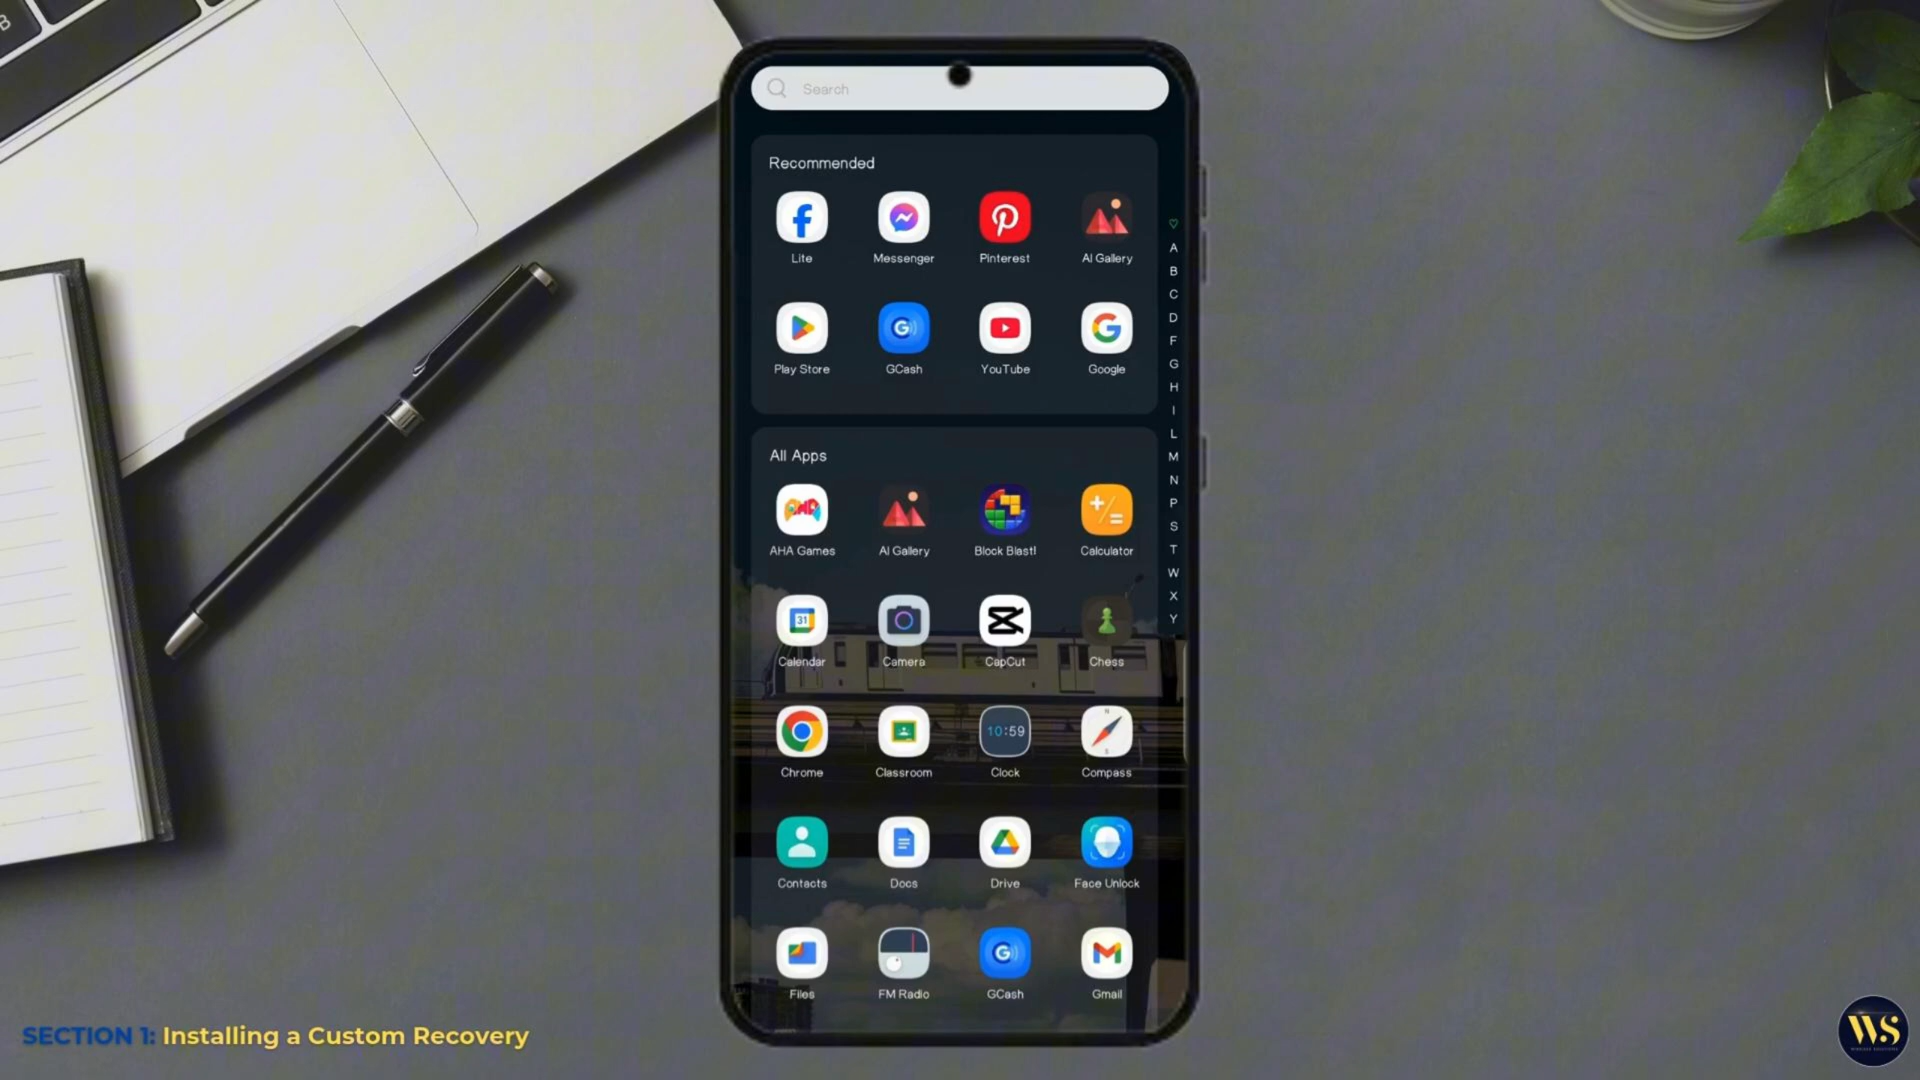 Search
Recommended
Lite
Messenger
Pinterest
AI Gallery
Play Store
GCash
YouTube
Google
All Apps
AHA Games
AI Gallery
Block Blast!
Calculator
31
Calendar
Camera
CapCut
Chess
Chrome
Classroom
10:59
Clock
N
S
Compass
Contacts
Docs
Drive
Face Unlock
Files
FM Radio
GCash
Gmail
A
B
C
D
F
G
H
I
L
M
N
P
S
T
W
X
Y
SECTION 1: Installing a Custom Recovery
WS